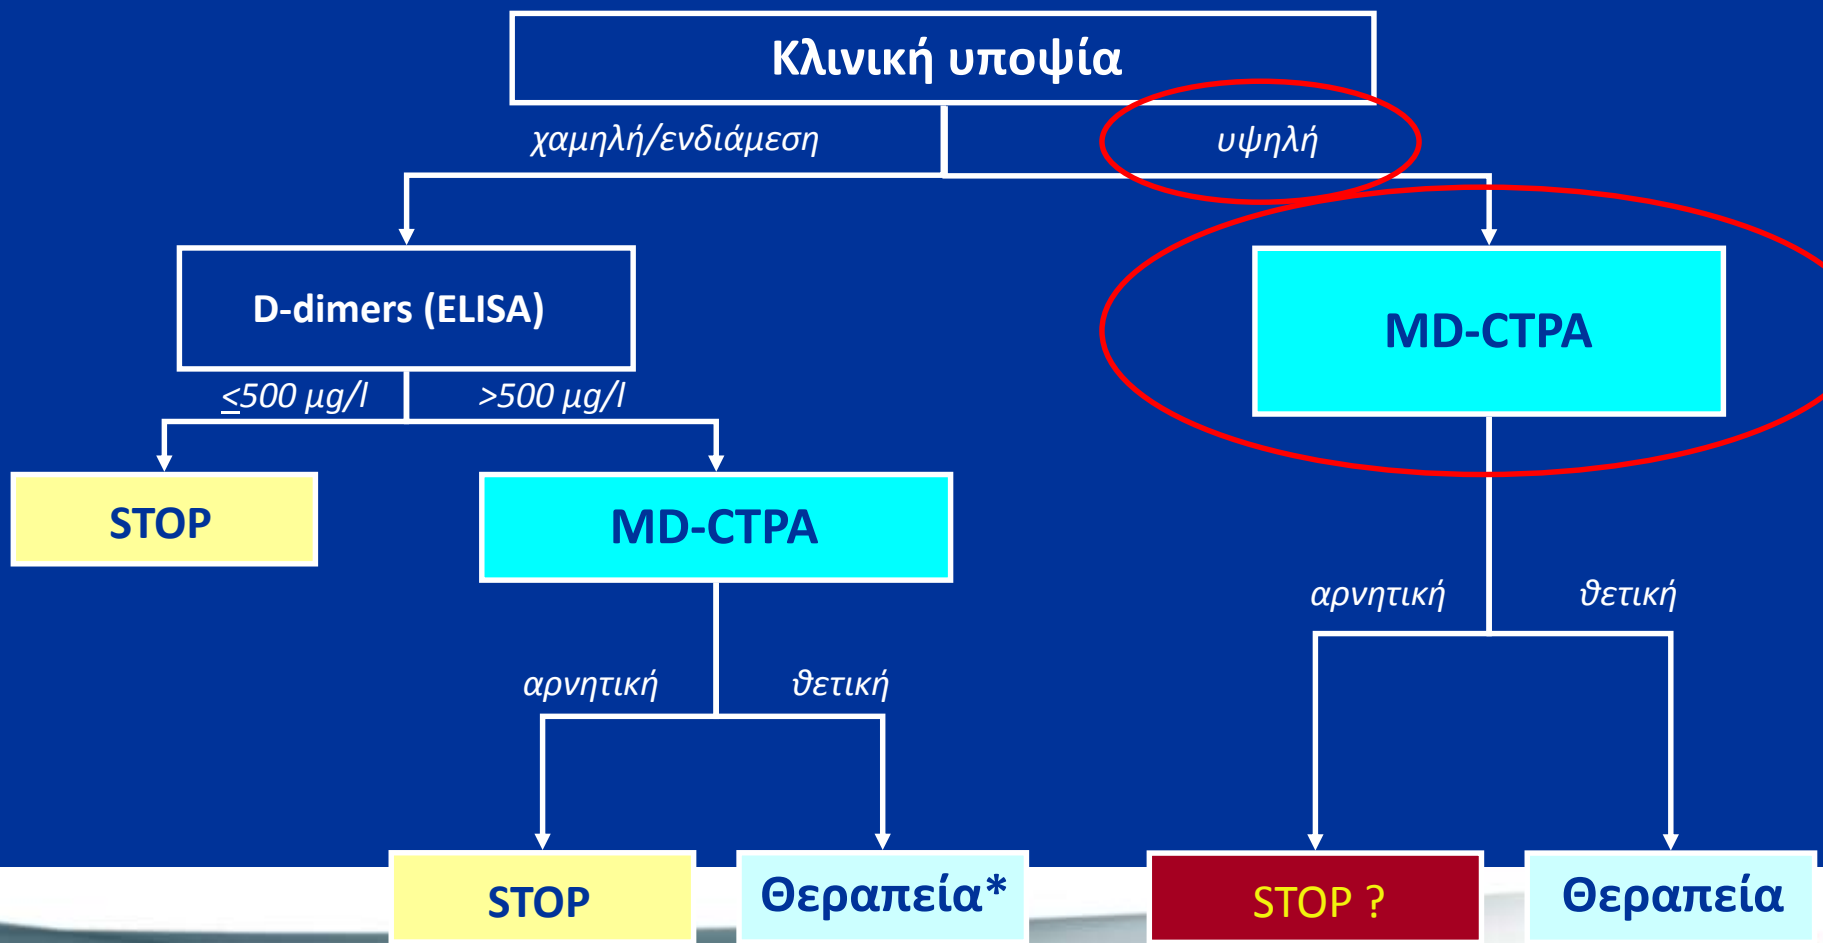 Κλινική υποψία
χαμηλή/ενδιάμεση
υψηλή
D-dimers (ELISA)
MD-CTPA
<500 μg/l
>500 μg/l
STOP
MD-CTPA
αρνητική
θετική
αρνητική
θετική
STOP
Θεραπεία*
STOP ?
Θεραπεία